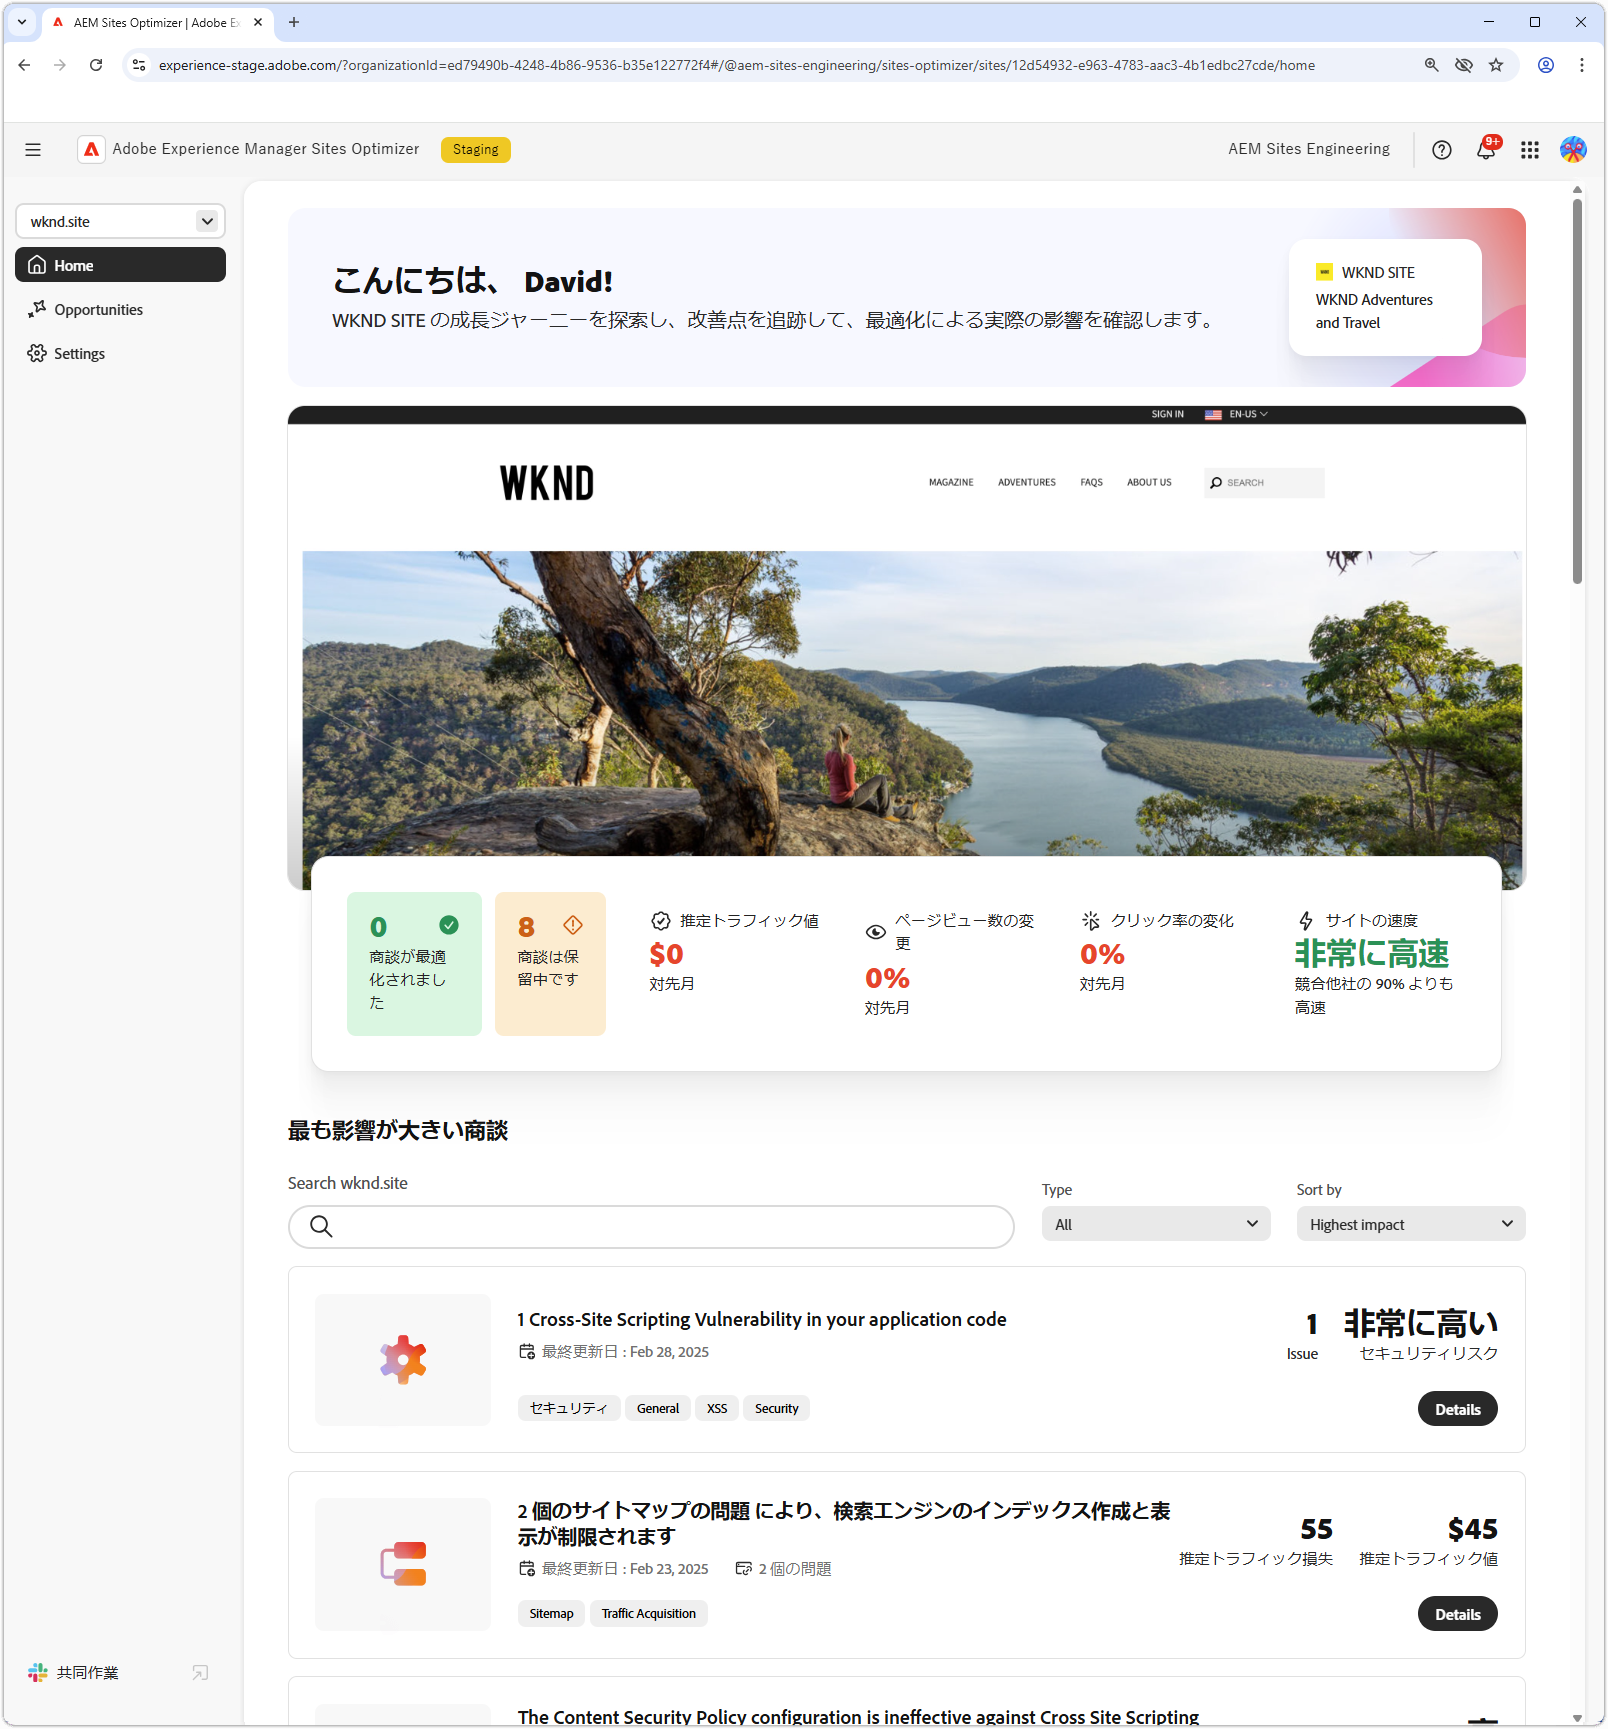 AEM Sites Optimizer | Adobe Ex
experience-stage.adobe.com/?organizationId=ed79490b-4248-4b86-9536-b35e122772f4#/@aem-sites-engineering/sites-optimizer/sites/12d54932-e963-4783-aac3-4b1edbc27cde/home
Adobe Experience Manager Sites Optimizer
Staging
AEM Sites Engineering
9+
wknd.site
Home
Opportunities
Settings
こんにちは、 David!
WKND SITE の成長ジャーニーを探索し、改善点を追跡して、最適化による実際の影響を確認します。
WKND SITE
WKND Adventures
and Travel
SIGN IN
EN-US
WKND
MAGAZINE
ADVENTURES
FAQS
ABOUT US
SEARCH
0
商談が最適
化されまし
た
8
商談は保
留中です
推定トラフィック値
$0
対先月
ページビュー数の変
更
0%
対先月
クリック率の変化
0%
対先月
サイトの速度
非常に高速
競合他社の 90% よりも
高速
最も影響が大きい商談
Search wknd.site
Type
All
Sort by
Highest impact
1 Cross-Site Scripting Vulnerability in your application code
最終更新日 : Feb 28, 2025
セキュリティ
General
XSS
Security
1
Issue
非常に高い
セキュリティリスク
Details
2 個のサイトマップの問題 により、検索エンジンのインデックス作成と表
示が制限されます
最終更新日 : Feb 23, 2025
2 個の問題
Sitemap
Traffic Acquisition
55
推定トラフィック損失
$45
推定トラフィック値
Details
The Content Security Policy configuration is ineffective against Cross Site Scripting
共同作業